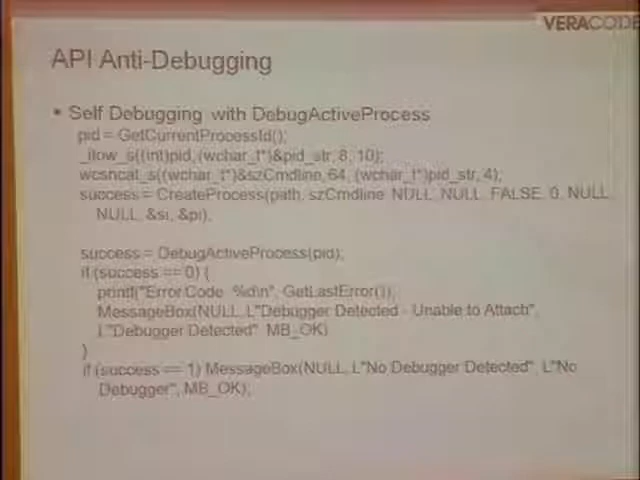 VERACODE
API Anti-Debugging
• Self Debugging with DebugActiveProcess
pid = GetCurrentProcessId();
_itow_s((int)pid, (wchar_t*)&pid_str, 8, 10);
wcsncat_s((wchar_t*)&szCmdline, 64, (wchar_t*)pid_str, 4);
success = CreateProcess(path, szCmdline, NULL, NULL, FALSE, 0, NULL,
NULL, &si, &pi);
success = DebugActiveProcess(pid);
if (success == 0) {
printf("Error Code %d\n", GetLastError());
MessageBox(NULL, L"Debugger Detected - Unable to Attach",
L"Debugger Detected", MB_OK)
}
if (success == 1) MessageBox(NULL, L"No Debugger Detected", L"No
Debugger", MB_OK);